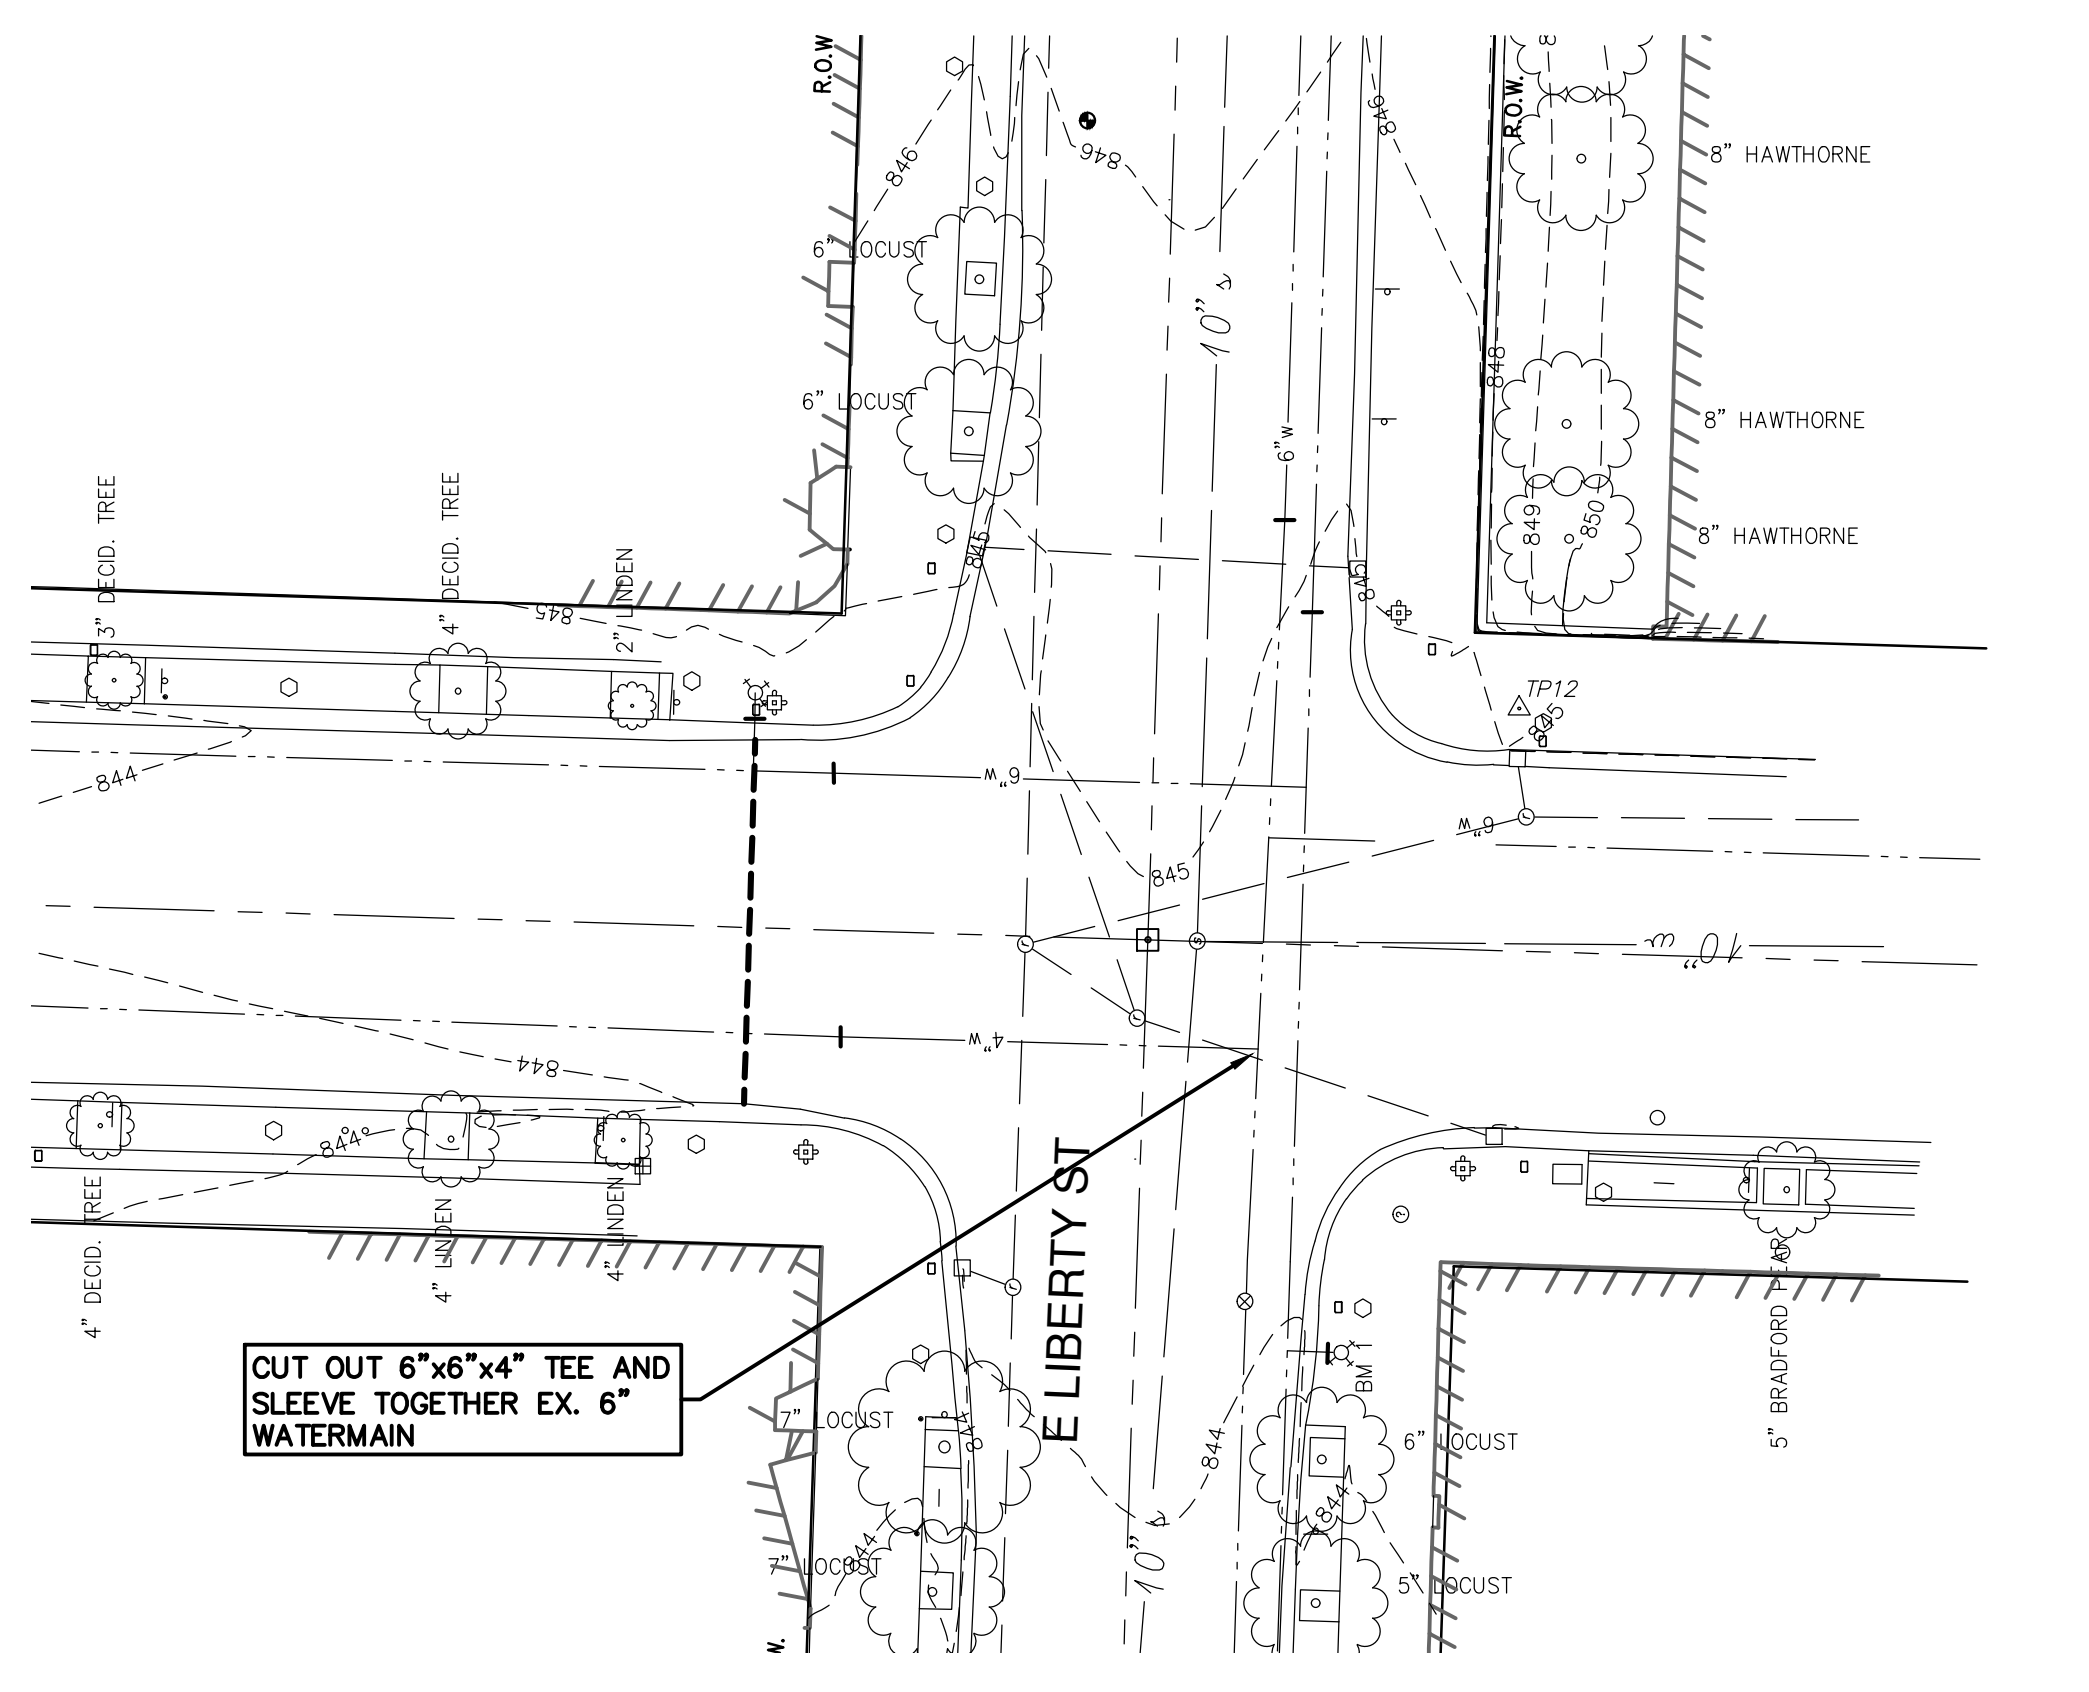 R.O.W
846
846
846
R.O.W.
8" HAWTHORNE
6" LOCUST
10" s
848
6" LOCUST
6"w
8" HAWTHORNE
3" DECID. TREE
4" DECID. TREE
2" LINDEN
845
845
845
849
850
8" HAWTHORNE
TP12
845
844
6"w
6"w
845
10" m
4"w
844
844
?
4" DECID. TREE
4" LINDEN
4" LINDEN
E LIBERTY ST
BM 1
5" BRADFORD PEAR
CUT OUT 6"x6"x4" TEE AND
SLEEVE TOGETHER EX. 6"
WATERMAIN
7" LOCUST
844
844
6" LOCUST
844
7" LOCUST
844
10" s
5" LOCUST
W.